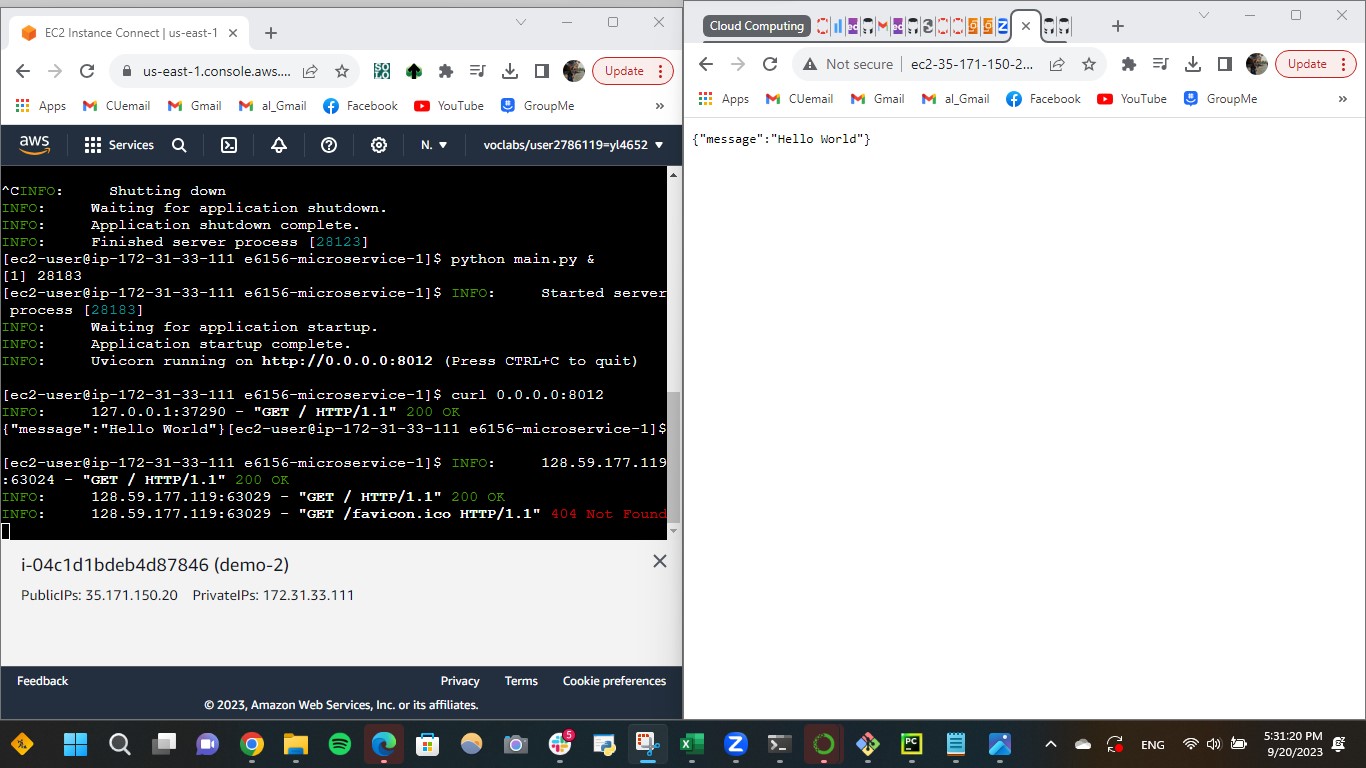 EC2 Instance Connect | us-east-1
us-east-1.console.aws....
Update
Apps
CUemail
Gmail
al_Gmail
Facebook
YouTube
GroupMe
»
aws
Services
N.
voclabs/user2786119=yl4652
^CINFO:     Shutting down
INFO:     Waiting for application shutdown.
INFO:     Application shutdown complete.
INFO:     Finished server process [28123]
[ec2-user@ip-172-31-33-111 e6156-microservice-1]$ python main.py &
[1] 28183
[ec2-user@ip-172-31-33-111 e6156-microservice-1]$ INFO:     Started server
 process [28183]
INFO:     Waiting for application startup.
INFO:     Application startup complete.
INFO:     Uvicorn running on http://0.0.0.0:8012 (Press CTRL+C to quit)
[ec2-user@ip-172-31-33-111 e6156-microservice-1]$ curl 0.0.0.0:8012
INFO:     127.0.0.1:37290 - "GET / HTTP/1.1" 200 OK
{"message":"Hello World"}[ec2-user@ip-172-31-33-111 e6156-microservice-1]$
[ec2-user@ip-172-31-33-111 e6156-microservice-1]$ INFO:     128.59.177.119
:63024 - "GET / HTTP/1.1" 200 OK
INFO:     128.59.177.119:63029 - "GET / HTTP/1.1" 200 OK
INFO:     128.59.177.119:63029 - "GET /favicon.ico HTTP/1.1" 404 Not Found
i-04c1d1bdeb4d87846 (demo-2)
PublicIPs: 35.171.150.20    PrivateIPs: 172.31.33.111
Feedback
Privacy
Terms
Cookie preferences
© 2023, Amazon Web Services, Inc. or its affiliates.
Cloud Computing
Not secure
ec2-35-171-150-2...
Update
Apps
CUemail
Gmail
al_Gmail
Facebook
YouTube
GroupMe
»
{"message":"Hello World"}
5
PC
ENG
5:31:20 PM
9/20/2023